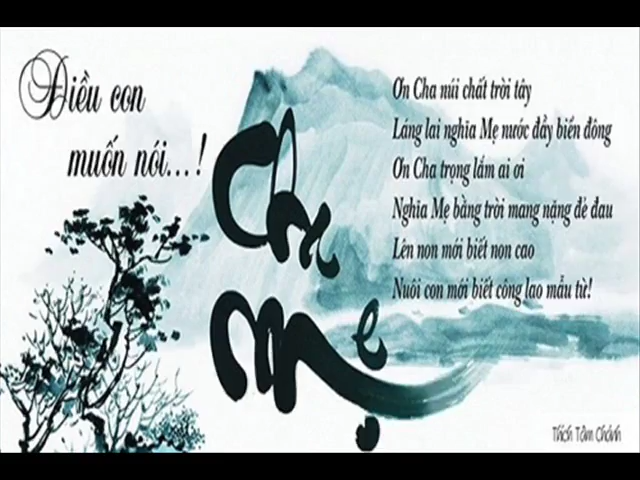 Điều con
muốn nói...!
Cha
Mẹ
Ơn Cha núi chất trời tây
Láng lai nghĩa Mẹ nước đầy biển đông
Ơn Cha trọng lắm ai ơi
Nghĩa Mẹ bằng trời mang nặng đẻ đau
Lên non mới biết non cao
Nuôi con mới biết công lao mẫu từ!
Thích Tâm Chánh